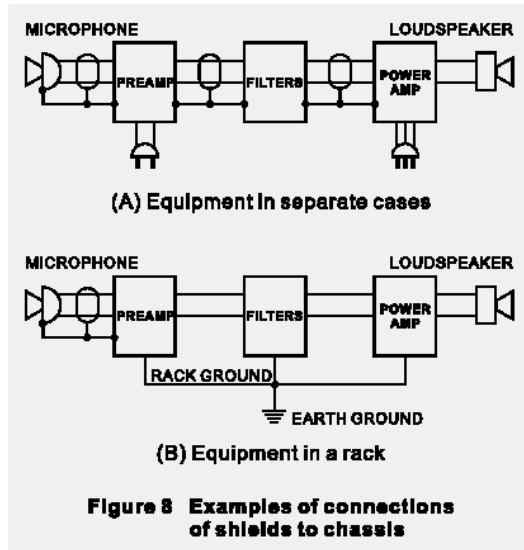 MICROPHONE LOUDSPEAKER
PREAMP FILTERS POWER AMP
(A) Equipment in separate cases
MICROPHONE LOUDSPEAKER
PREAMP FILTERS POWER AMP
RACK GROUND
EARTH GROUND
(B) Equipment in a rack
Figure 8 Examples of connections
of shields to chassis